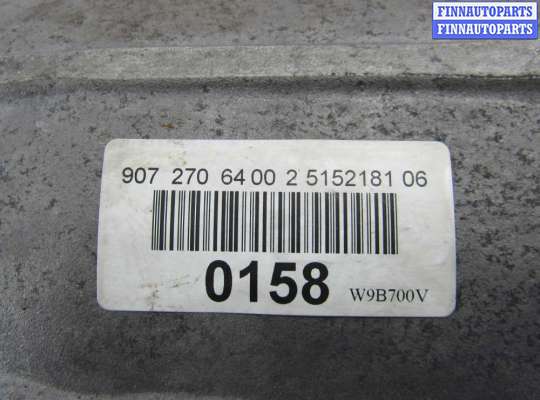 FINNAUTOPARTS
FINNAUTOPARTS
907 270 64 00 2 5152181 06
0158 W9B700V